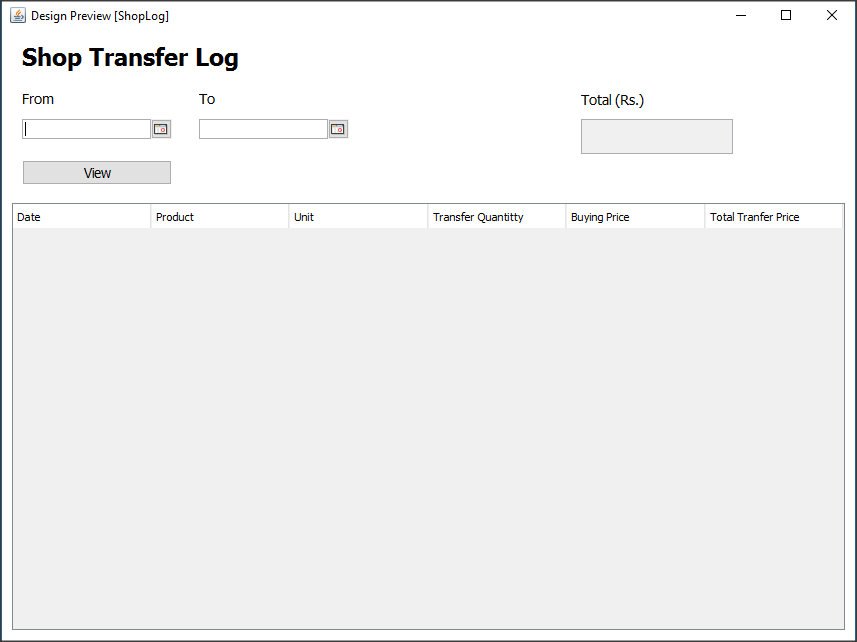 Design Preview [ShopLog]
Shop Transfer Log
From To Total (Rs.)
View
Date Product Unit Transfer Quantitty Buying Price Total Tranfer Price